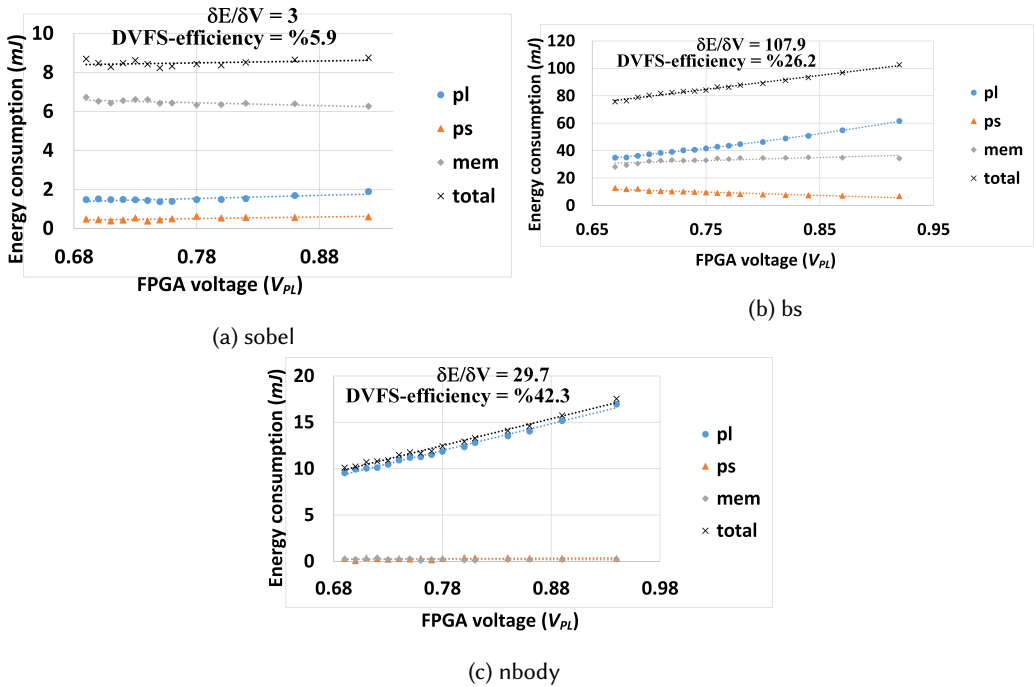 δE/δV = 3
DVFS-efficiency = %5.9
Energy consumption (mJ)
10
8
6
4
2
0
0.68 0.78 0.88
FPGA voltage (VPL)
pl
ps
mem
total
(a) sobel
δE/δV = 107.9
DVFS-efficiency = %26.2
Energy consumption (mJ)
120
100
80
60
40
20
0
0.65 0.75 0.85 0.95
FPGA voltage (VPL)
pl
ps
mem
total
(b) bs
δE/δV = 29.7
DVFS-efficiency = %42.3
Energy consumption (mJ)
20
15
10
5
0
0.68 0.78 0.88 0.98
FPGA voltage (VPL)
pl
ps
mem
total
(c) nbody